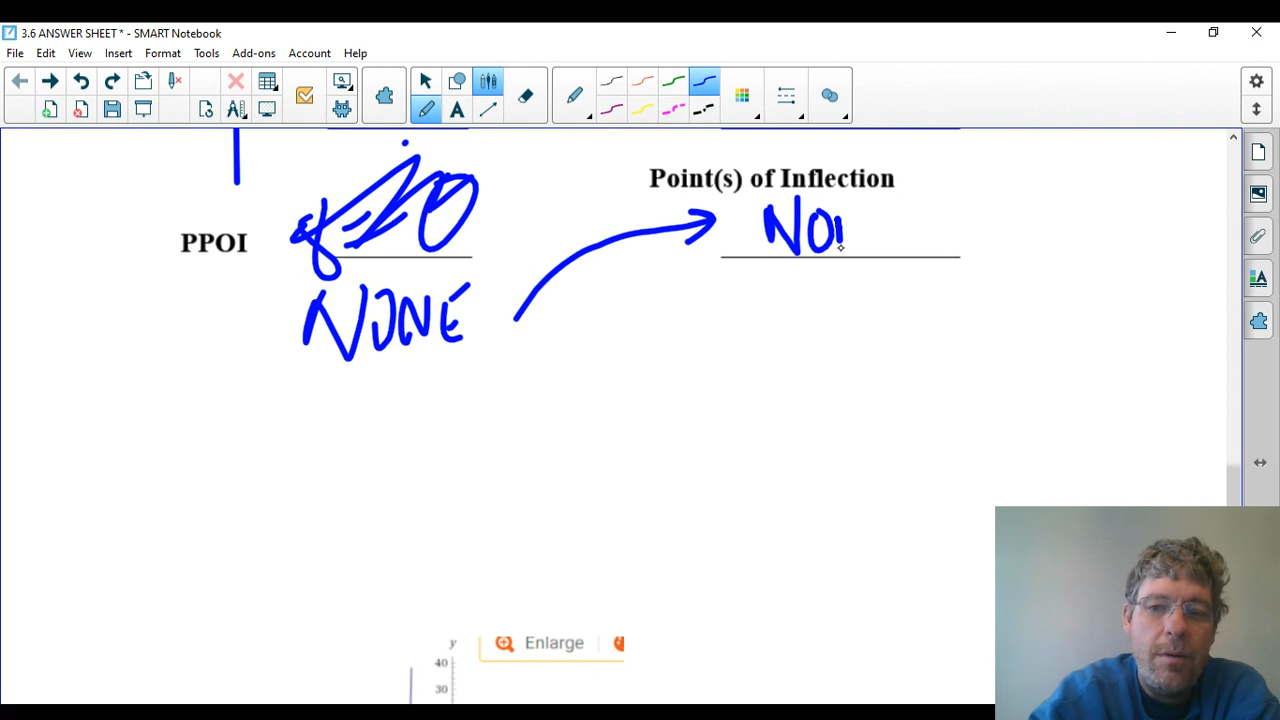 3.6 ANSWER SHEET * - SMART Notebook
File Edit View Insert Format Tools Add-ons Account Help
Point(s) of Inflection
NO
PPOI
NONE
y
Enlarge
40
30